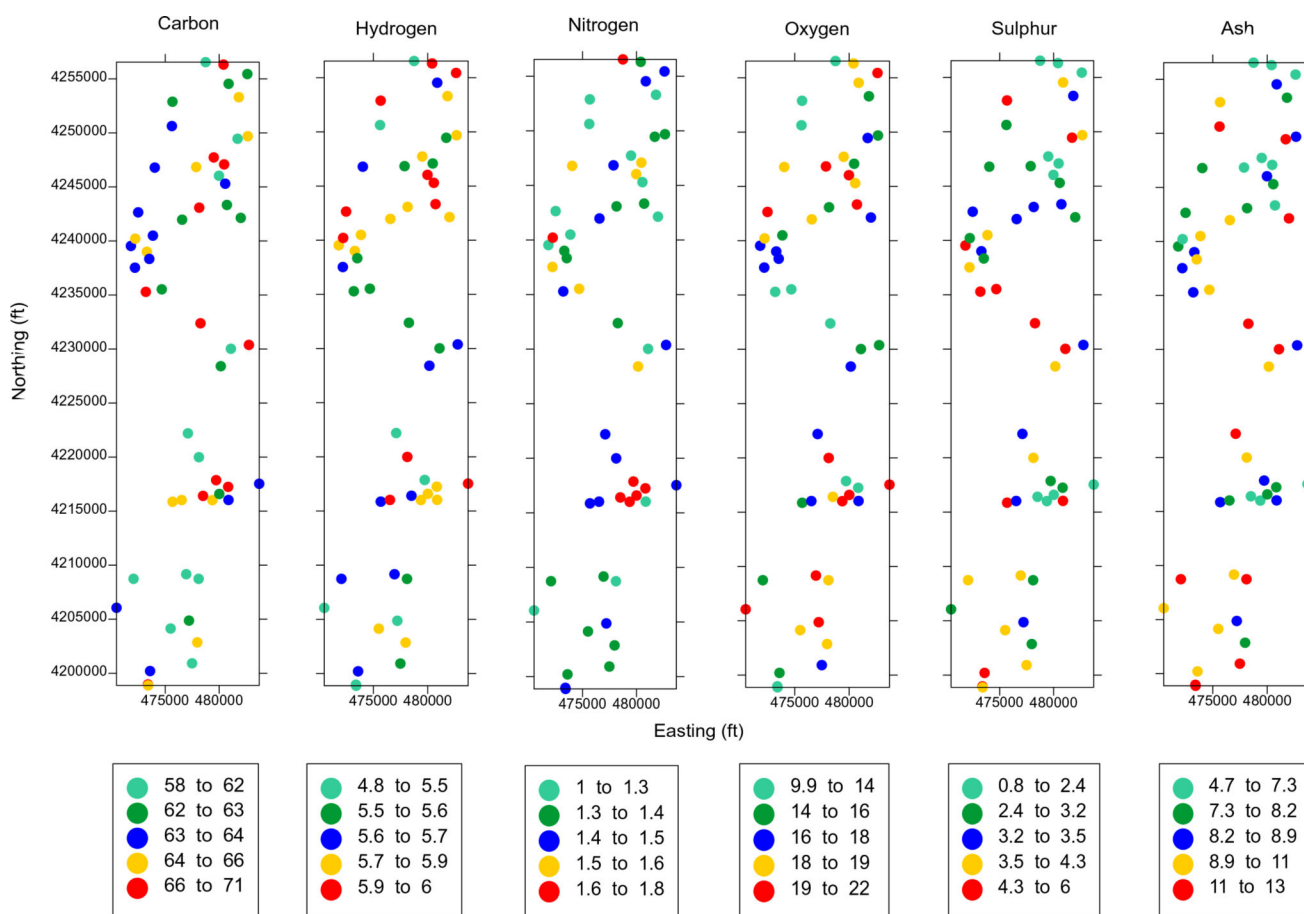 Carbon Hydrogen Nitrogen Oxygen Sulphur Ash
4255000
4250000
4245000
4240000
4235000
4230000
4225000
4220000
4215000
4210000
4205000
4200000
Northing (ft)
475000 480000 475000 480000 475000 480000 475000 480000 475000 480000 475000 480000
Easting (ft)
58 to 62
62 to 63
63 to 64
64 to 66
66 to 71
4.8 to 5.5
5.5 to 5.6
5.6 to 5.7
5.7 to 5.9
5.9 to 6
1 to 1.3
1.3 to 1.4
1.4 to 1.5
1.5 to 1.6
1.6 to 1.8
9.9 to 14
14 to 16
16 to 18
18 to 19
19 to 22
0.8 to 2.4
2.4 to 3.2
3.2 to 3.5
3.5 to 4.3
4.3 to 6
4.7 to 7.3
7.3 to 8.2
8.2 to 8.9
8.9 to 11
11 to 13